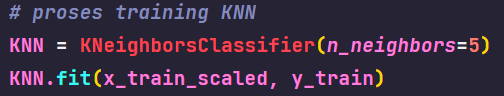 # proses training KNN
KNN = KNeighborsClassifier(n_neighbors=5)
KNN.fit(x_train_scaled, y_train)